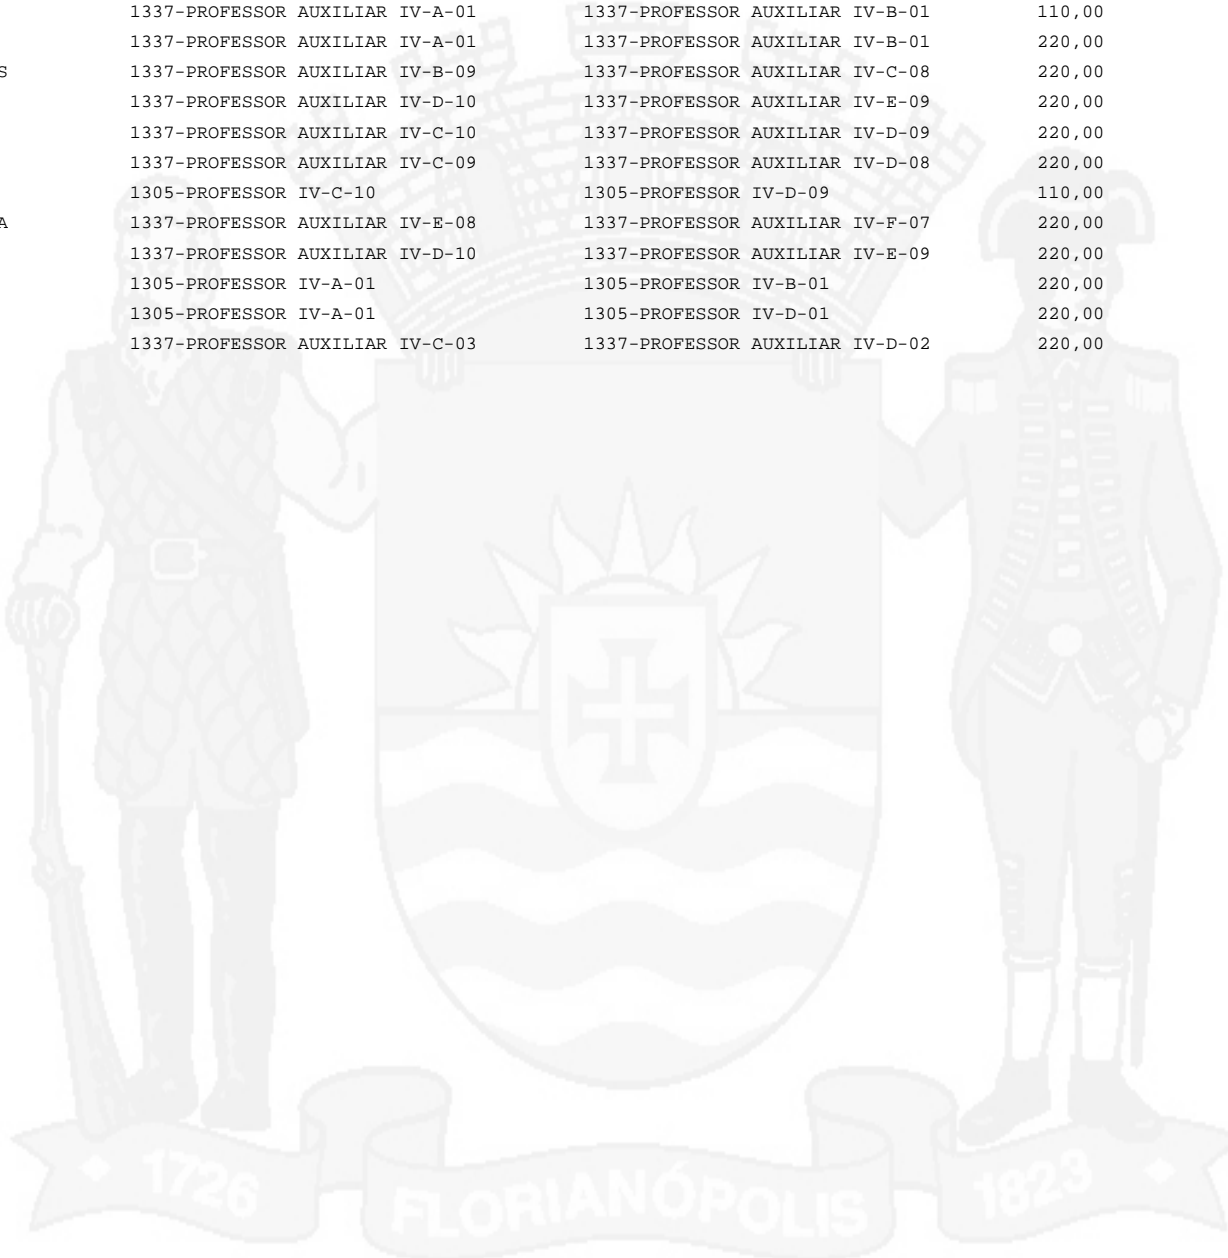 1337-PROFESSOR AUXILIAR IV-A-01 1337-PROFESSOR AUXILIAR IV-B-01 110,00
1337-PROFESSOR AUXILIAR IV-A-01 1337-PROFESSOR AUXILIAR IV-B-01 220,00
S 1337-PROFESSOR AUXILIAR IV-B-09 1337-PROFESSOR AUXILIAR IV-C-08 220,00
1337-PROFESSOR AUXILIAR IV-D-10 1337-PROFESSOR AUXILIAR IV-E-09 220,00
1337-PROFESSOR AUXILIAR IV-C-10 1337-PROFESSOR AUXILIAR IV-D-09 220,00
1337-PROFESSOR AUXILIAR IV-C-09 1337-PROFESSOR AUXILIAR IV-D-08 220,00
1305-PROFESSOR IV-C-10 1305-PROFESSOR IV-D-09 110,00
A 1337-PROFESSOR AUXILIAR IV-E-08 1337-PROFESSOR AUXILIAR IV-F-07 220,00
1337-PROFESSOR AUXILIAR IV-D-10 1337-PROFESSOR AUXILIAR IV-E-09 220,00
1305-PROFESSOR IV-A-01 1305-PROFESSOR IV-B-01 220,00
1305-PROFESSOR IV-A-01 1305-PROFESSOR IV-D-01 220,00
1337-PROFESSOR AUXILIAR IV-C-03 1337-PROFESSOR AUXILIAR IV-D-02 220,00
1726 FLORIANÓPOLIS 1823